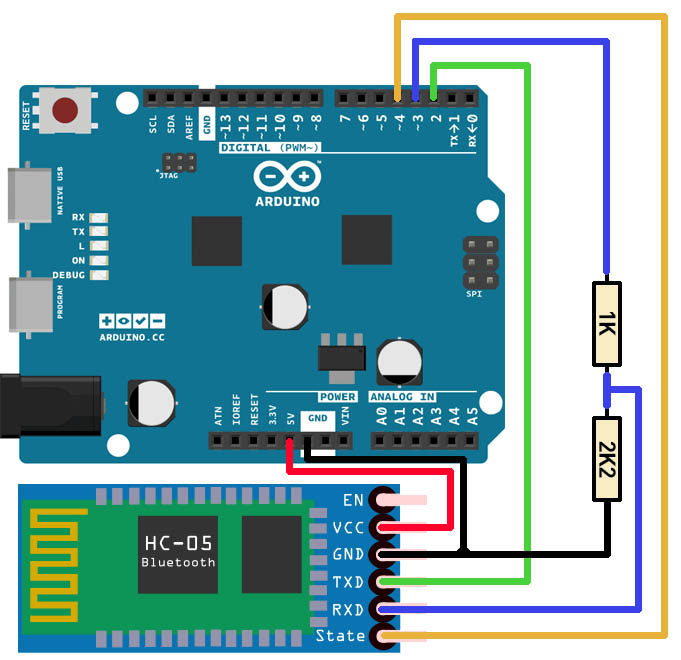 RESET
SCL
SDA
AREF
GND
~13
~12
~11
~10
~9
~8
7
~6
~5
~4
~3
2
TX→1
RX←0
DIGITAL (PWM~)
JTAG
NATIVE USB
ARDUINO
RX
TX
L
ON
DEBUG
SPI
PROGRAM
ARDUINO.CC
1K
POWER
ANALOG IN
ATN
IOREF
RESET
3.3V
5V
GND
VIN
A0
A1
A2
A3
A4
A5
2K2
HC-05
Bluetooth
EN
VCC
GND
TXD
RXD
State